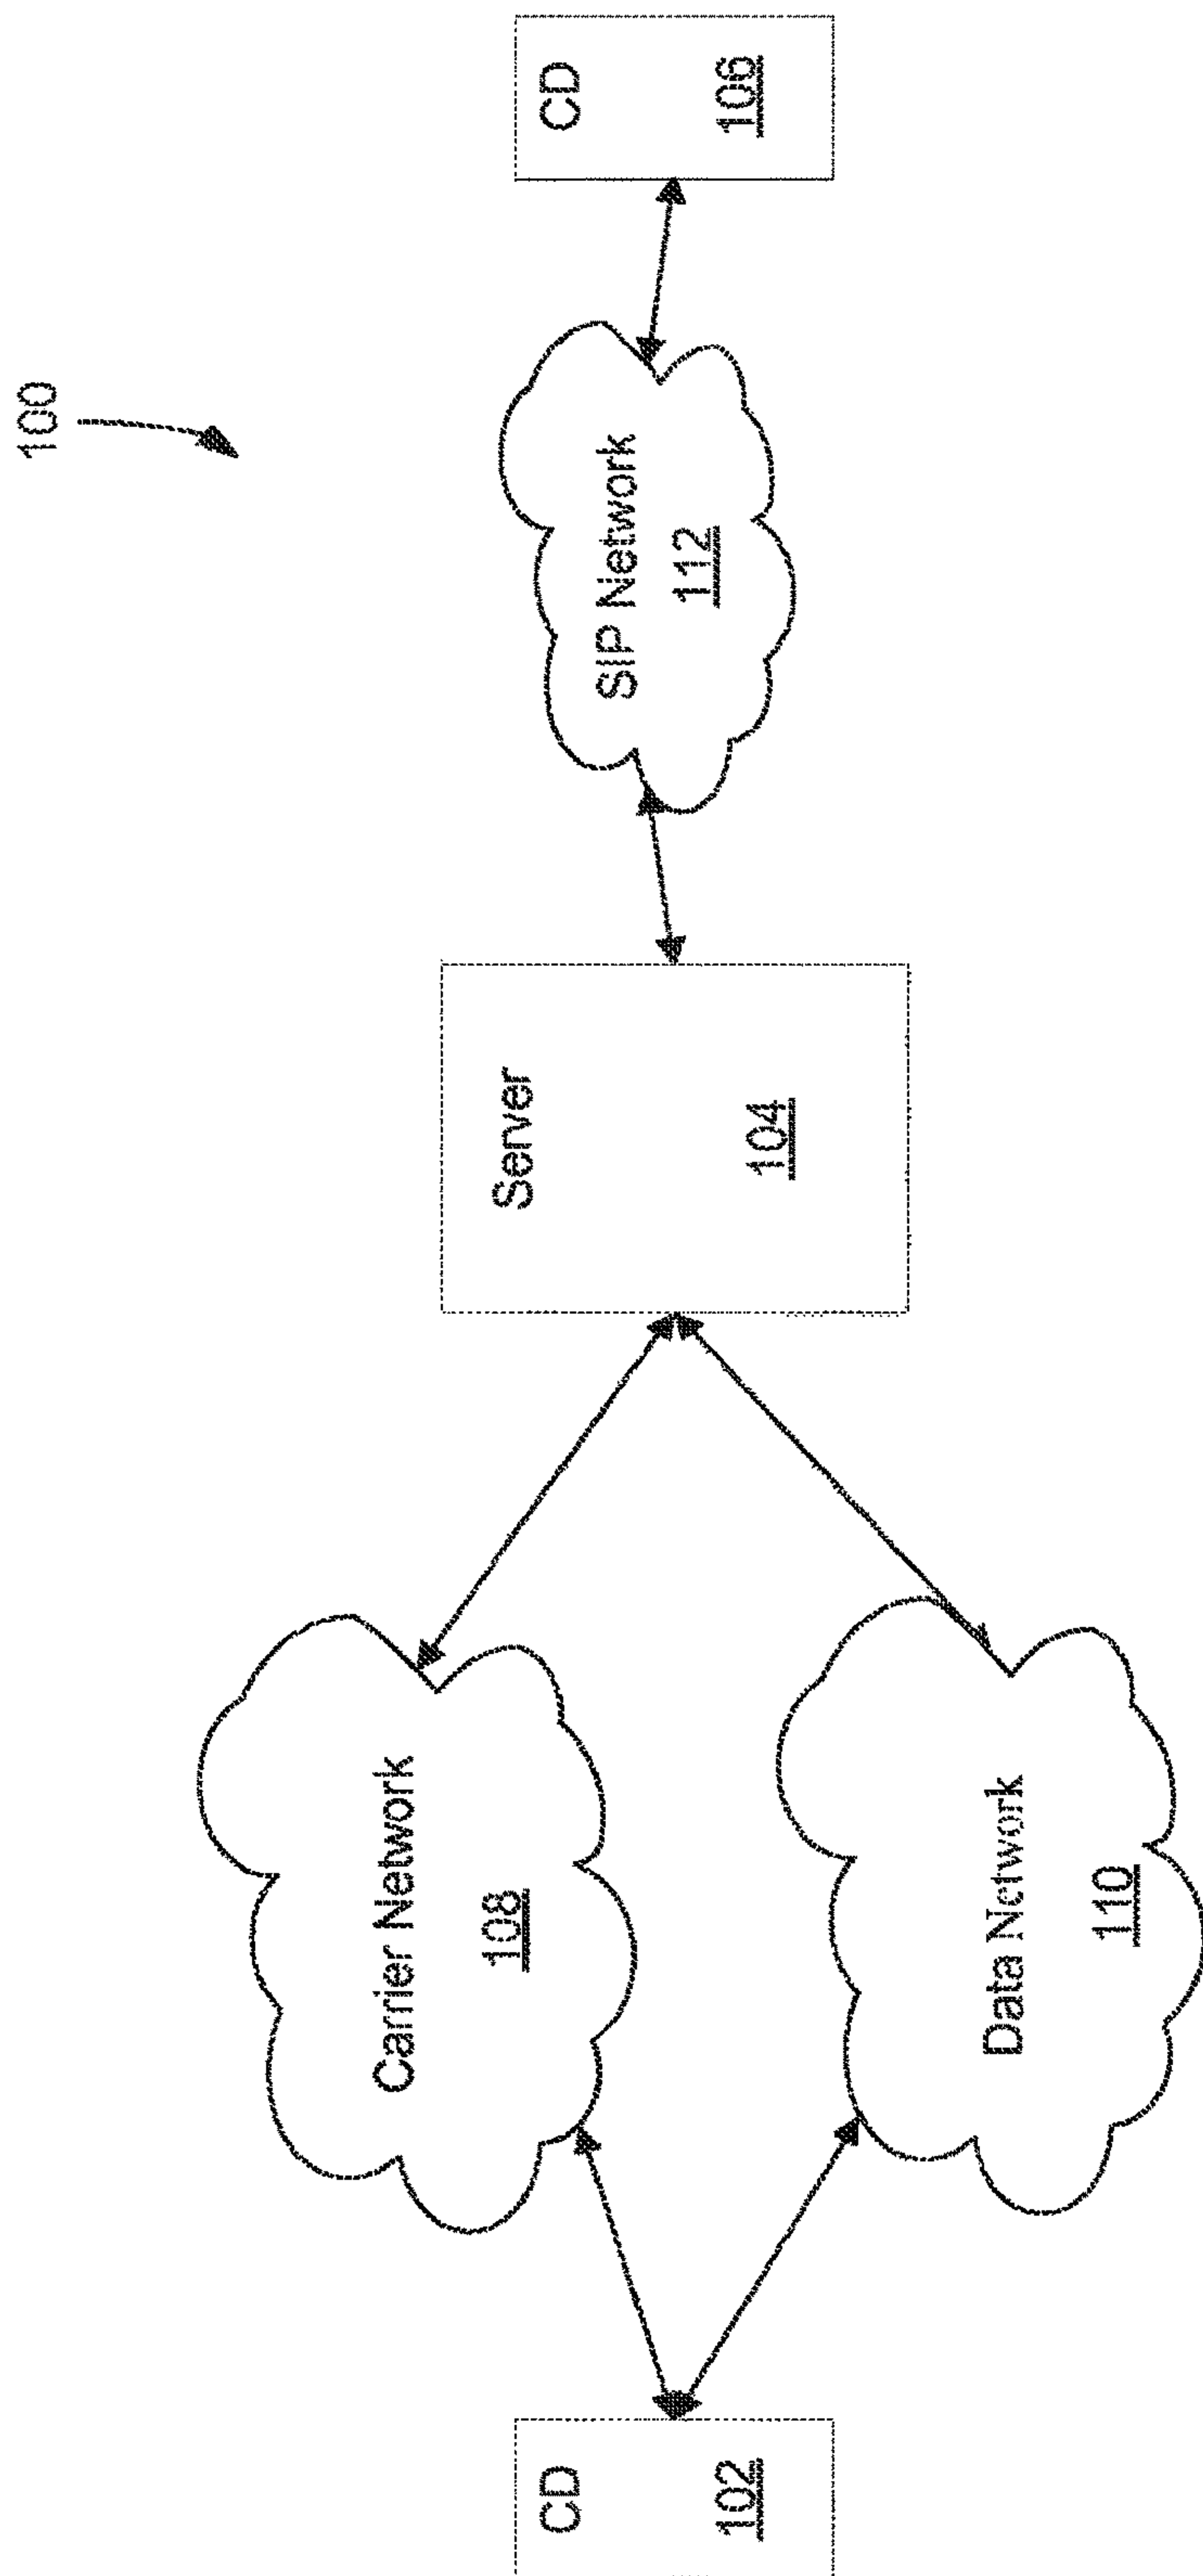 100
CD
102
Carrier Network
108
Data Network
110
Server
104
SIP Network
112
CD
106